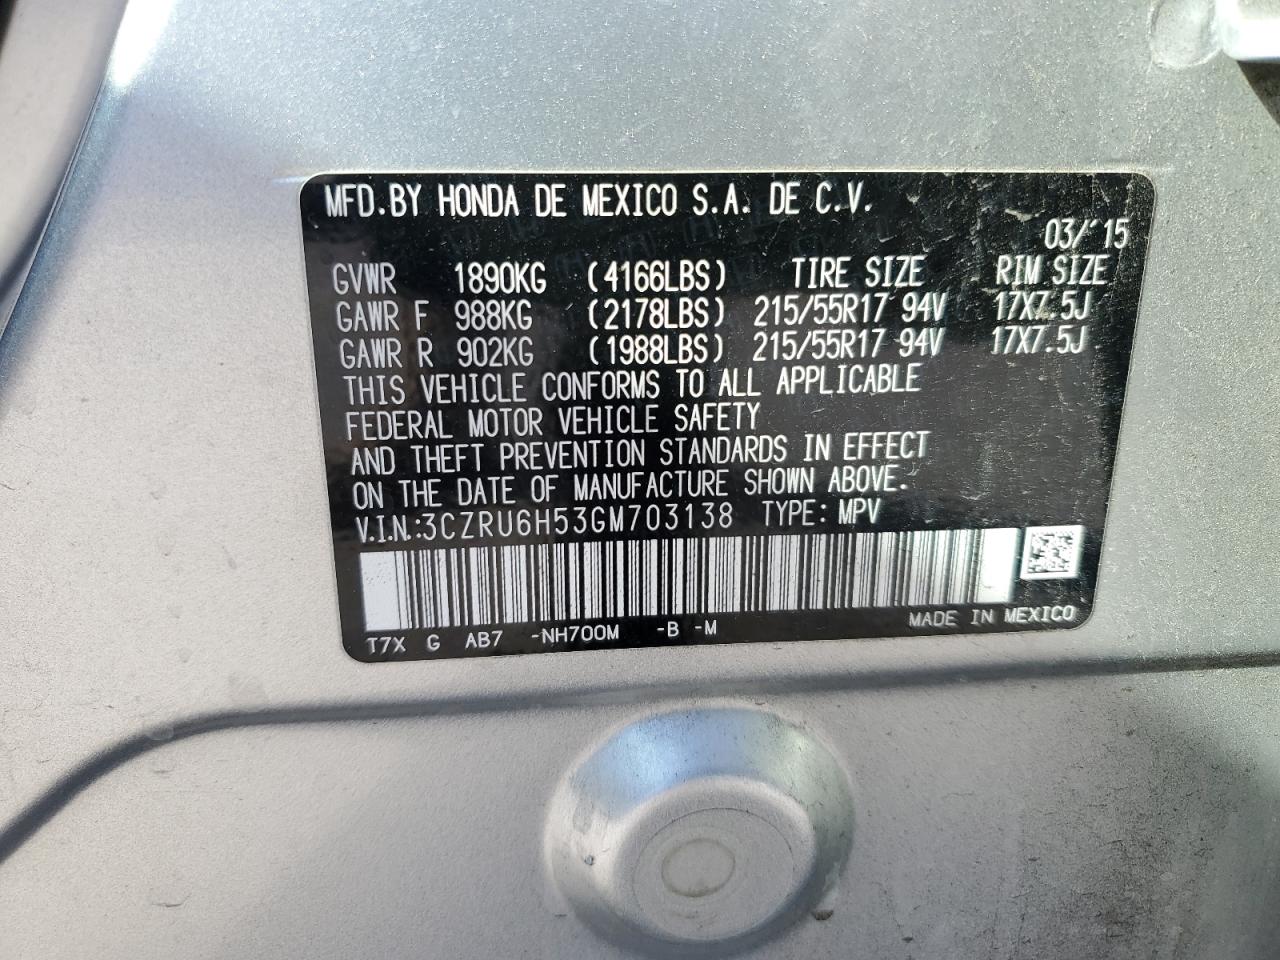 MFD.BY HONDA DE MEXICO S.A. DE C.V.
03/'15
GVWR 1890KG (4166LBS) TIRE SIZE RIM SIZE
GAWR F 988KG (2178LBS) 215/55R17 94V 17X7.5J
GAWR R 902KG (1988LBS) 215/55R17 94V 17X7.5J
THIS VEHICLE CONFORMS TO ALL APPLICABLE
FEDERAL MOTOR VEHICLE SAFETY
AND THEFT PREVENTION STANDARDS IN EFFECT
ON THE DATE OF MANUFACTURE SHOWN ABOVE.
V.I.N.:3CZRU6H53GM703138 TYPE: MPV
T7X G AB7 -NH700M -B -M MADE IN MEXICO